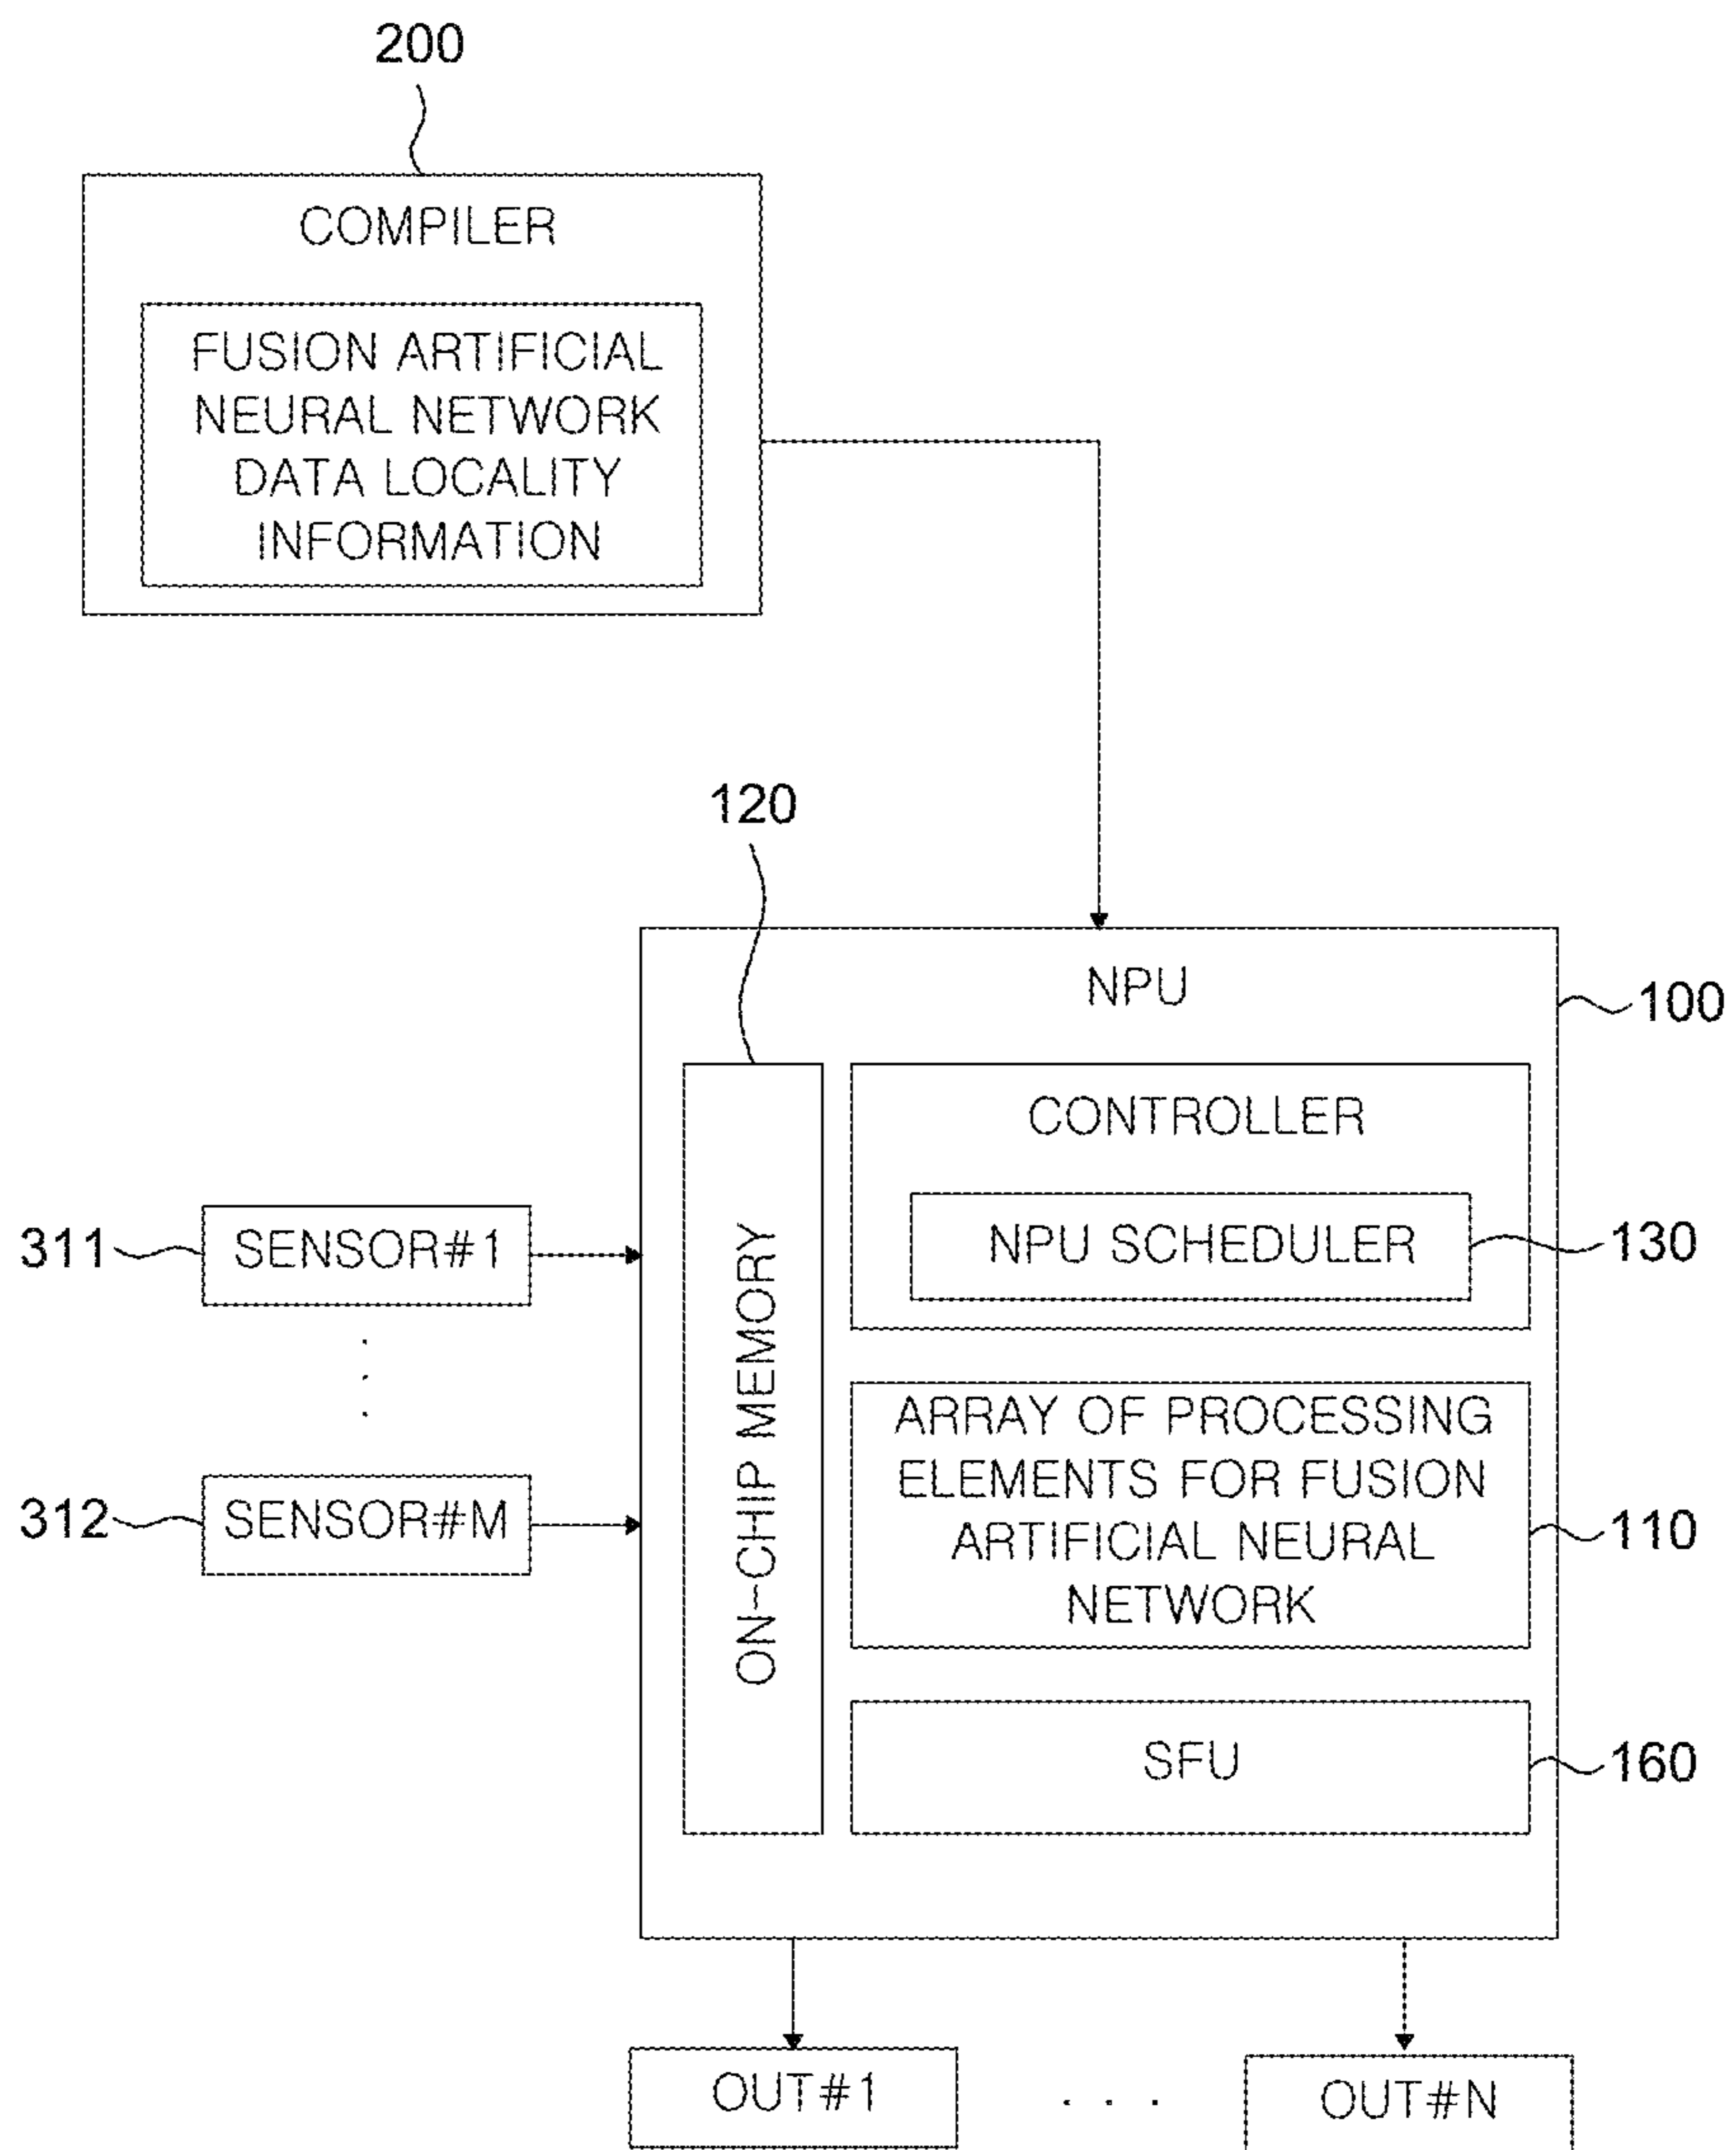 200
COMPILER
FUSION ARTIFICIAL
NEURAL NETWORK
DATA LOCALITY
INFORMATION
120
NPU
100
CONTROLLER
NPU SCHEDULER
130
ON-CHIP MEMORY
311
SENSOR#1
312
SENSOR#M
ARRAY OF PROCESSING
ELEMENTS FOR FUSION
ARTIFICIAL NEURAL
NETWORK
110
SFU
160
OUT#1
. . .
OUT#N